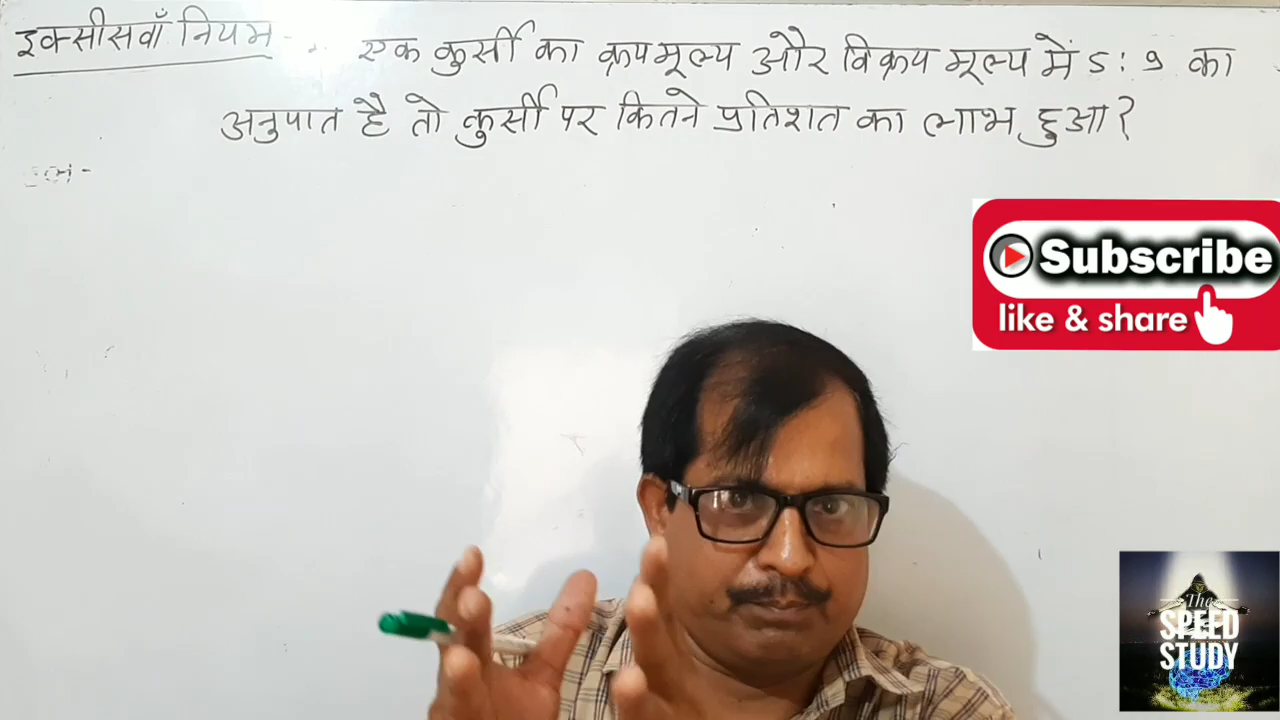 इक्सीसवाँ नियम - एक कुर्सी का क्रयमूल्य और विक्रय मूल्य में 5 : 9 का
अनुपात है तो कुर्सी पर कितने प्रतिशत का लाभ हुआ?
Subscribe
like & share
The
SPEED
STUDY